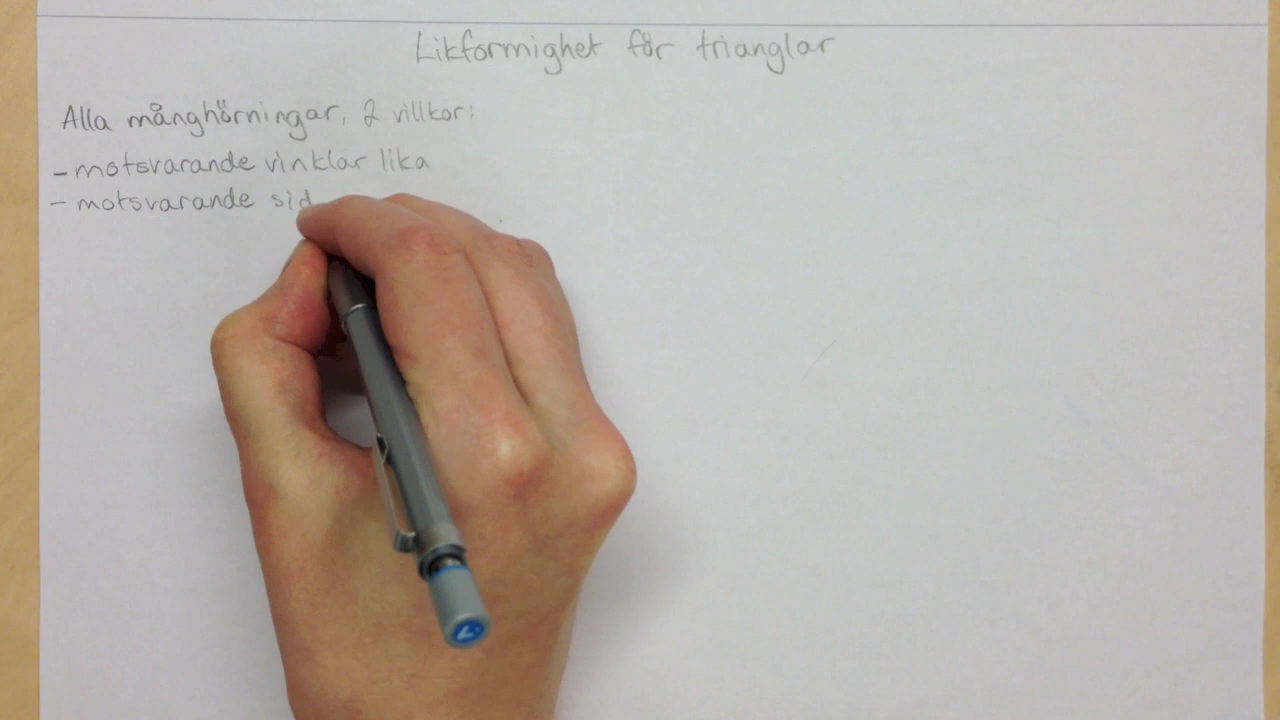 Likformighet för trianglar
Alla månghörningar, 2 villkor:
- motsvarande vinklar lika
- motsvarande sid